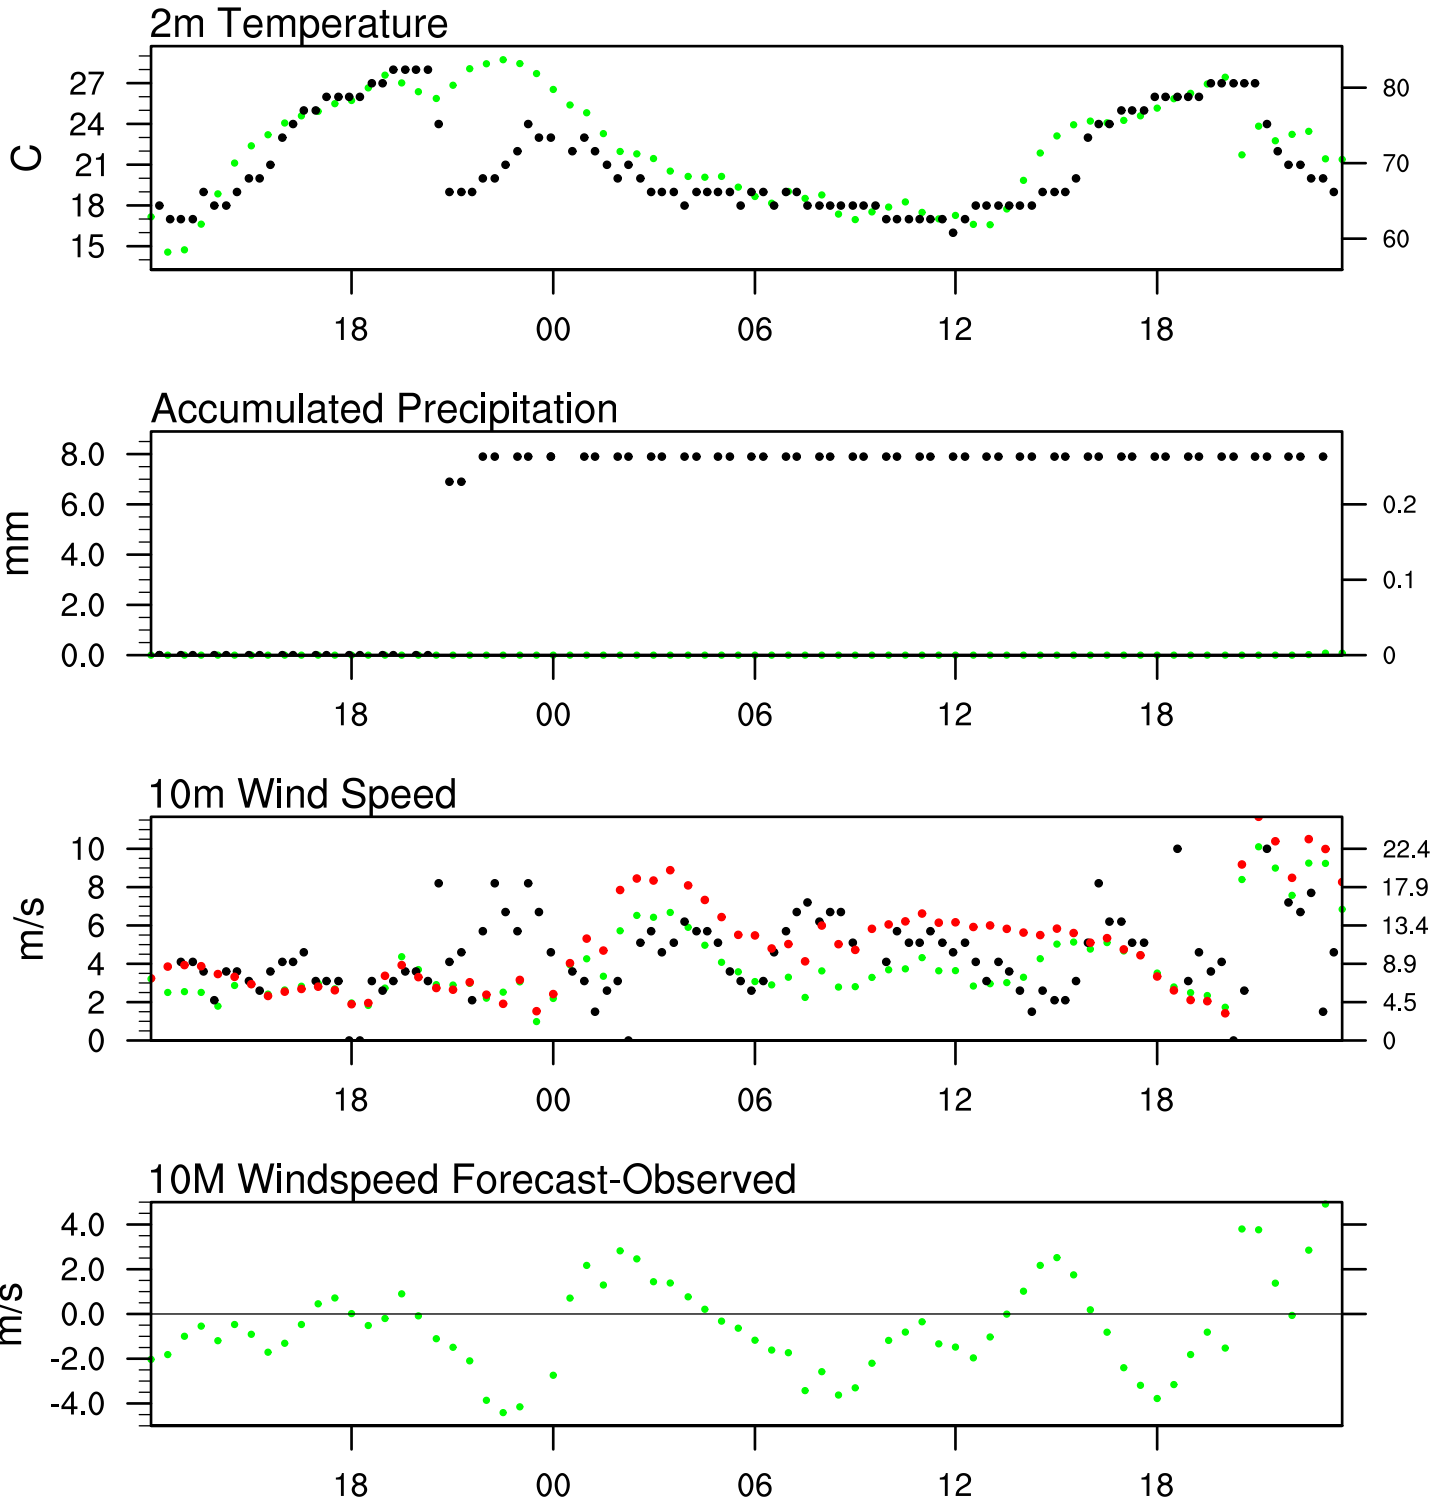 2m Temperature
27
24
21
18
15
C
80
70
60
18 00 06 12 18
Accumulated Precipitation
8.0
6.0
4.0
2.0
0.0
mm
0.2
0.1
0
18 00 06 12 18
10m Wind Speed
10
8
6
4
2
0
m/s
22.4
17.9
13.4
8.9
4.5
0
18 00 06 12 18
10M Windspeed Forecast-Observed
4.0
2.0
0.0
-2.0
-4.0
m/s
18 00 06 12 18